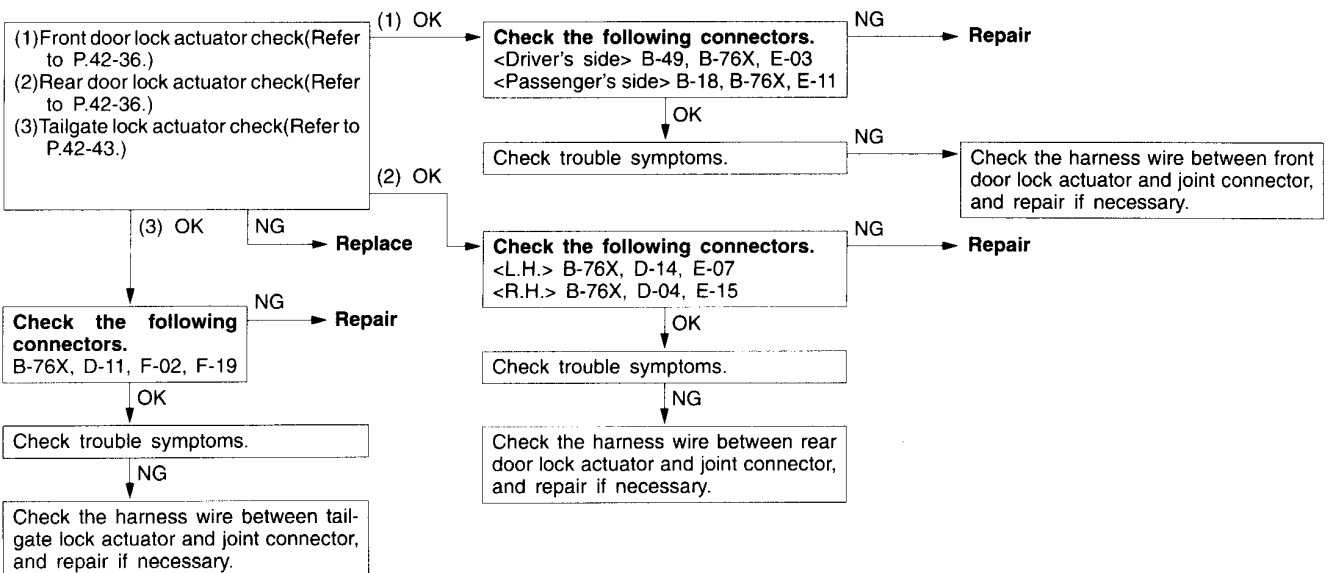 (1)Front door lock actuator check(Refer
to P.42-36.)
(2)Rear door lock actuator check(Refer
to P.42-36.)
(3)Tailgate lock actuator check(Refer to
P.42-43.)
(1) OK
Check the following connectors.
<Driver's side> B-49, B-76X, E-03
<Passenger's side> B-18, B-76X, E-11
NG
Repair
OK
Check trouble symptoms.
NG
Check the harness wire between front
door lock actuator and joint connector,
and repair if necessary.
(2) OK
Check the following connectors.
<L.H.> B-76X, D-14, E-07
<R.H.> B-76X, D-04, E-15
NG
Repair
OK
Check trouble symptoms.
NG
Check the harness wire between rear
door lock actuator and joint connector,
and repair if necessary.
(3) OK
NG
Replace
Check the following
connectors.
B-76X, D-11, F-02, F-19
NG
Repair
OK
Check trouble symptoms.
NG
Check the harness wire between tail-
gate lock actuator and joint connector,
and repair if necessary.